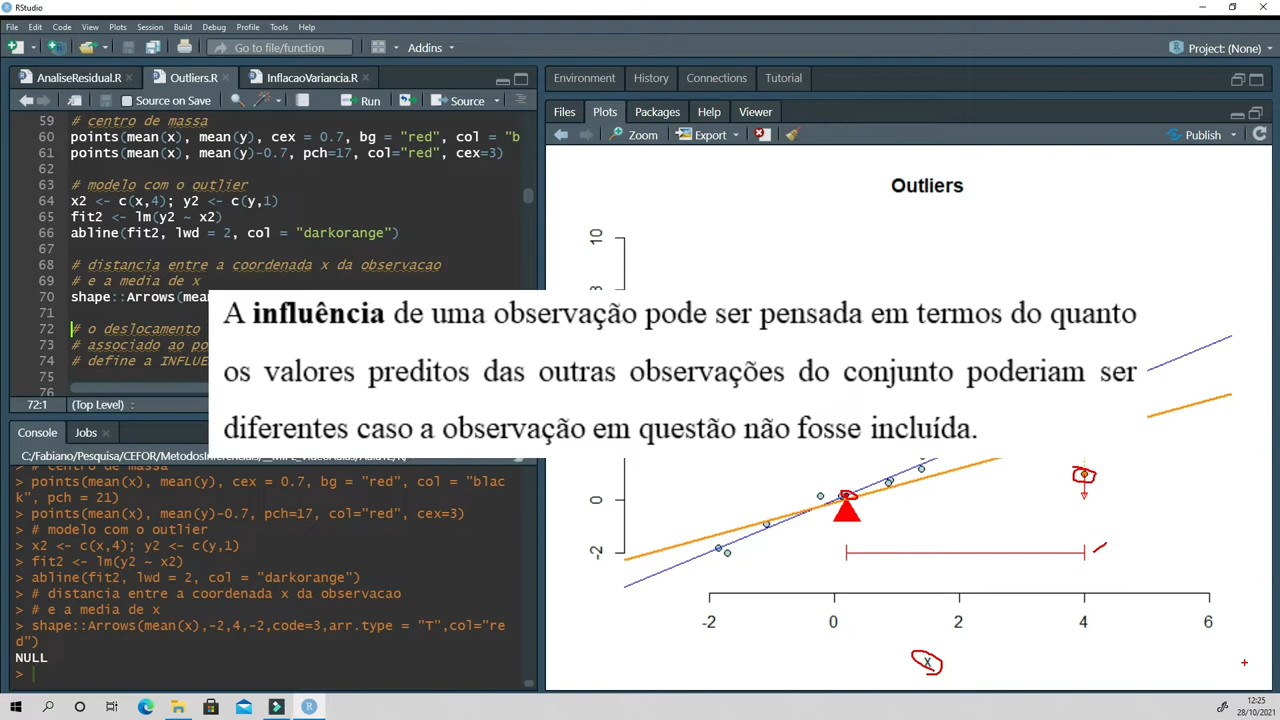 RStudio
File Edit Code View Plots Session Build Debug Profile Tools Help
Go to file/function Addins Project: (None)
AnaliseResidual.R Outliers.R InflacaoVariancia.R
Source on Save Run Source
59 # centro de massa
60 points(mean(x), mean(y), cex = 0.7, bg = "red", col = "b
61 points(mean(x), mean(y)-0.7, pch=17, col="red", cex=3)
62
63 # modelo com o outlier
64 x2 <- c(x,4); y2 <- c(y,1)
65 fit2 <- lm(y2 ~ x2)
66 abline(fit2, lwd = 2, col = "darkorange")
67
68 # distancia entre a coordenada x da observacao
69 # e a media de x
70 shape::Arrows(mea
71
72 # o deslocamento
73 # associado ao po
74 # define a INFLUE
75
76
72:1 (Top Level)
Console Jobs
C:/Fabiano/Pesquisa/CEFOR/MetodosInferenciais/
> # centro de massa
> points(mean(x), mean(y), cex = 0.7, bg = "red", col = "blac
k", pch = 21)
> points(mean(x), mean(y)-0.7, pch=17, col="red", cex=3)
> # modelo com o outlier
> x2 <- c(x,4); y2 <- c(y,1)
> fit2 <- lm(y2 ~ x2)
> abline(fit2, lwd = 2, col = "darkorange")
> # distancia entre a coordenada x da observacao
> # e a media de x
> shape::Arrows(mean(x),-2,4,-2,code=3,arr.type = "T",col="re
d")
NULL
>
Environment History Connections Tutorial
Files Plots Packages Help Viewer
Zoom Export Publish
Outliers
10
8
A influência de uma observação pode ser pensada em termos do quanto
os valores preditos das outras observações do conjunto poderiam ser
diferentes caso a observação em questão não fosse incluída.
0
-2
-2 0 2 4 6
X
12:25
28/10/2021